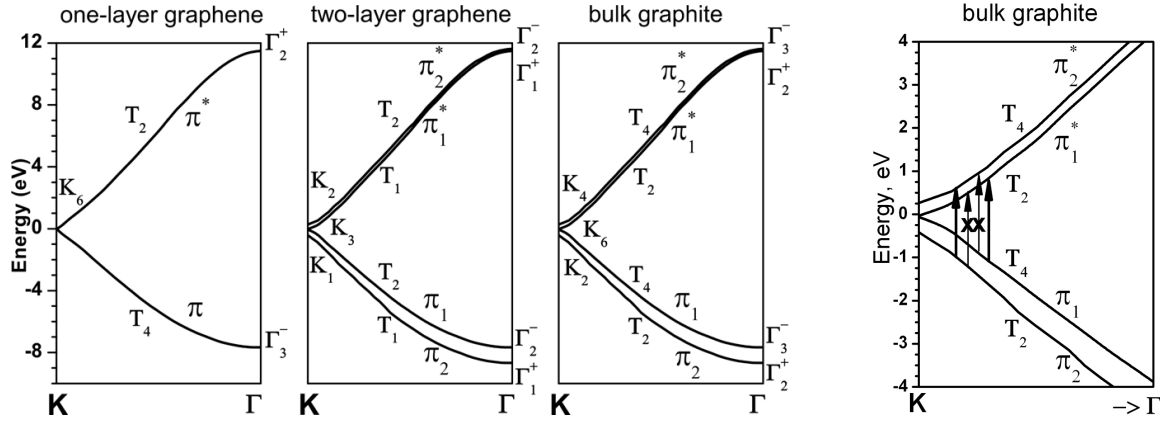 one-layer graphene
two-layer graphene
bulk graphite
bulk graphite
Energy (eV)
12
8
4
0
-4
-8
K₆
T₂
π*
T₄
π
Γ₂⁺
Γ₃⁻
K
Γ
K₂
K₃
K₁
T₂
π₂*
π₁*
T₁
T₂
π₁
T₁
π₂
Γ₂⁻
Γ₁⁺
Γ₂⁻
Γ₁⁺
K
Γ
K₄
K₆
K₂
T₄
π₂*
π₁*
T₂
T₄
π₁
T₂
π₂
Γ₃⁻
Γ₂⁺
Γ₃⁻
Γ₂⁺
K
Γ
Energy, eV
4
3
2
1
0
-1
-2
-3
-4
π₂*
T₄
π₁*
T₂
X X
T₄
π₁
T₂
π₂
K
–> Γ